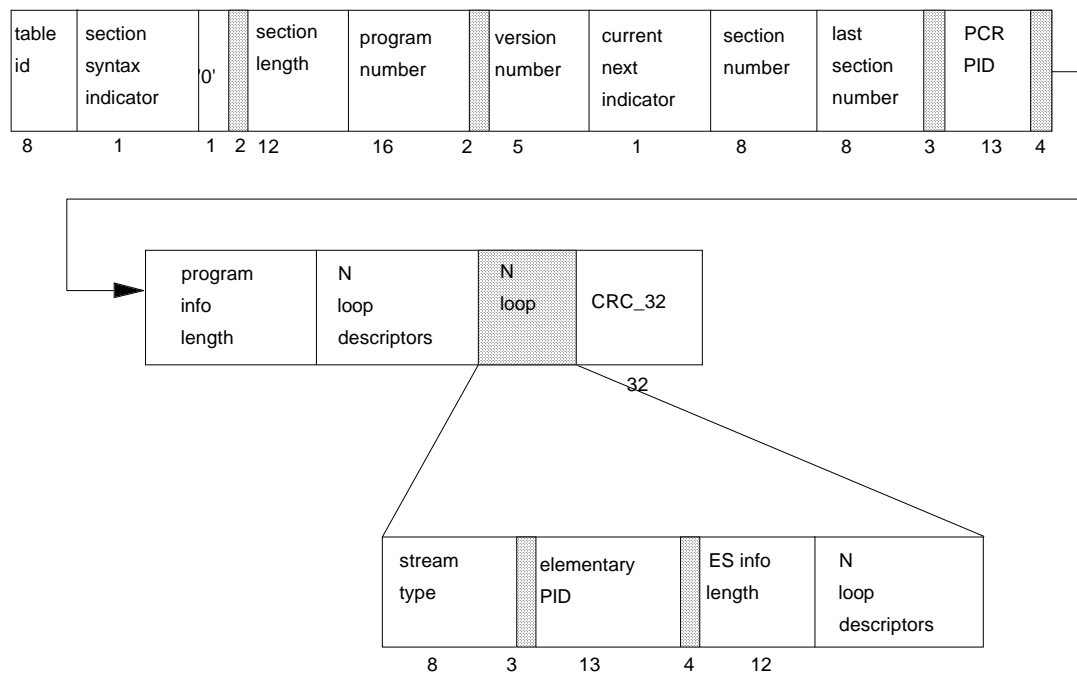 table
id
section
syntax
indicator
'0'
section
length
program
number
version
number
current
next
indicator
section
number
last
section
number
PCR
PID
8 1 1 2 12 16 2 5 1 8 8 3 13 4
program
info
length
N
loop
descriptors
N
loop
CRC_32
32
stream
type
elementary
PID
ES info
length
N
loop
descriptors
8 3 13 4 12